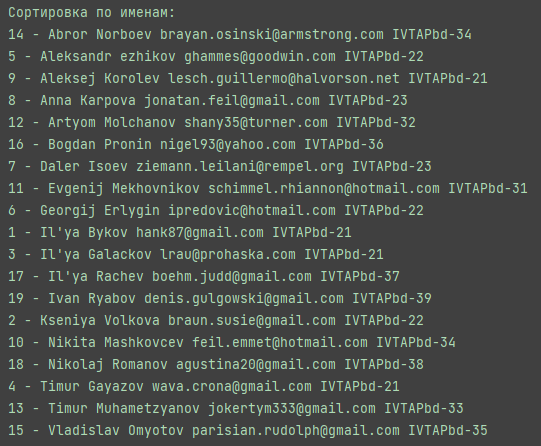 Сортировка по именам:
14 - Abror Norboev brayan.osinski@armstrong.com IVTAPbd-34
5 - Aleksandr ezhikov ghammes@goodwin.com IVTAPbd-22
9 - Aleksej Korolev lesch.guillermo@halvorson.net IVTAPbd-21
8 - Anna Karpova jonatan.feil@gmail.com IVTAPbd-23
12 - Artyom Molchanov shany35@turner.com IVTAPbd-32
16 - Bogdan Pronin nigel93@yahoo.com IVTAPbd-36
7 - Daler Isoev ziemann.leilani@rempel.org IVTAPbd-23
11 - Evgenij Mekhovnikov schimmel.rhiannon@hotmail.com IVTAPbd-31
6 - Georgij Erlygin ipredovic@hotmail.com IVTAPbd-22
1 - Il'ya Bykov hank87@gmail.com IVTAPbd-21
3 - Il'ya Galackov lrau@prohaska.com IVTAPbd-21
17 - Il'ya Rachev boehm.judd@gmail.com IVTAPbd-37
19 - Ivan Ryabov denis.gulgowski@gmail.com IVTAPbd-39
2 - Kseniya Volkova braun.susie@gmail.com IVTAPbd-22
10 - Nikita Mashkovcev feil.emmet@hotmail.com IVTAPbd-34
18 - Nikolaj Romanov agustina20@gmail.com IVTAPbd-38
4 - Timur Gayazov wava.crona@gmail.com IVTAPbd-21
13 - Timur Muhametzyanov jokertym333@gmail.com IVTAPbd-33
15 - Vladislav Omyotov parisian.rudolph@gmail.com IVTAPbd-35